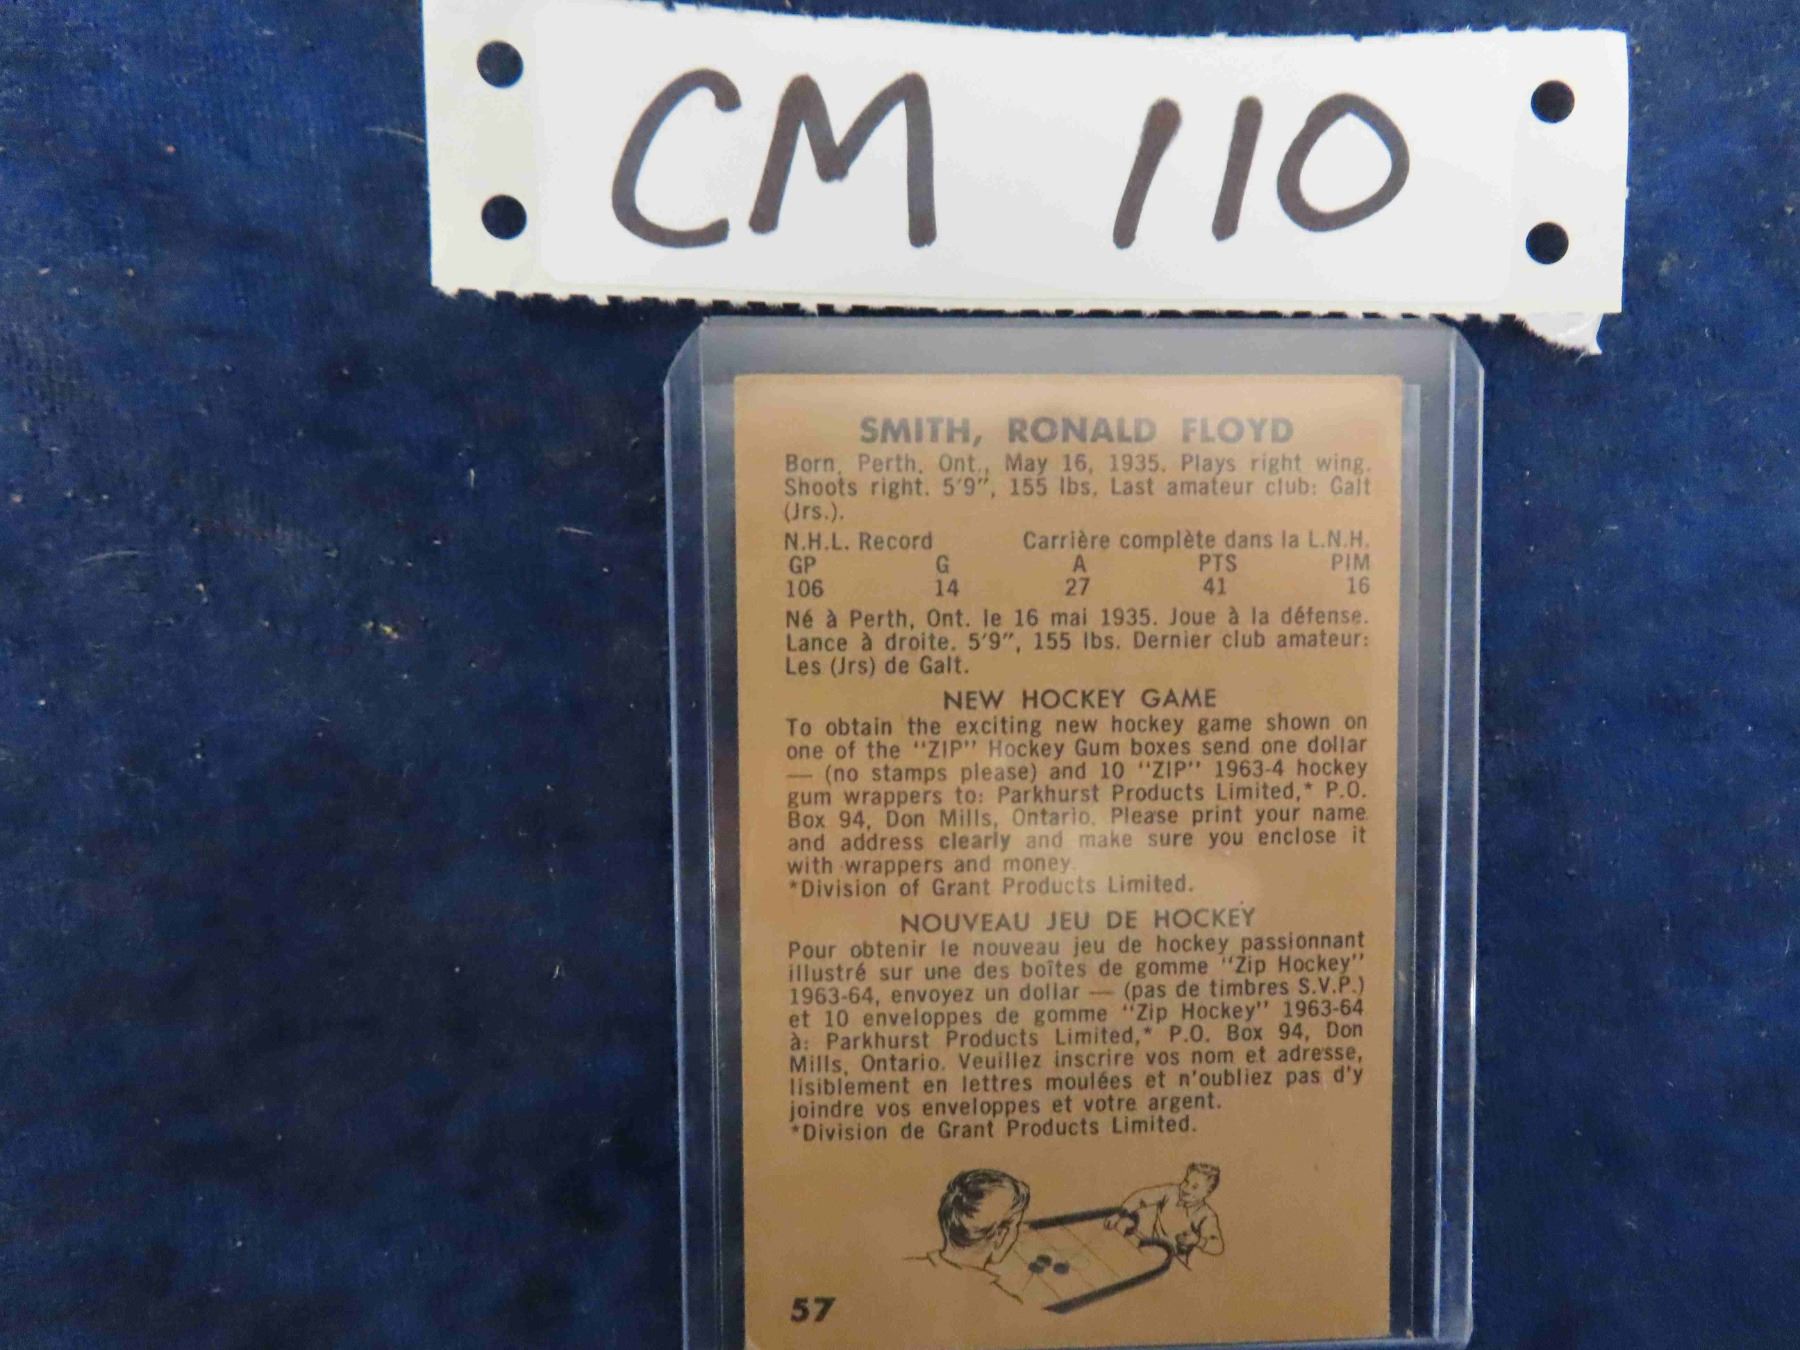 CM 110
SMITH, RONALD FLOYD
Born, Perth, Ont., May 16, 1935. Plays right wing.
Shoots right. 5'9", 155 lbs. Last amateur club: Galt
(Jrs.).
N.H.L. Record Carrière complète dans la L.N.H.
GP G A PTS PIM
106 14 27 41 16
Né à Perth, Ont. le 16 mai 1935. Joue à la défense.
Lance à droite. 5'9", 155 lbs. Dernier club amateur:
Les (Jrs) de Galt.
NEW HOCKEY GAME
To obtain the exciting new hockey game shown on
one of the "ZIP" Hockey Gum boxes send one dollar
— (no stamps please) and 10 "ZIP" 1963-4 hockey
gum wrappers to: Parkhurst Products Limited,* P.O.
Box 94, Don Mills, Ontario. Please print your name
and address clearly and make sure you enclose it
with wrappers and money.
*Division of Grant Products Limited.
NOUVEAU JEU DE HOCKEY
Pour obtenir le nouveau jeu de hockey passionnant
illustré sur une des boîtes de gomme "Zip Hockey"
1963-64, envoyez un dollar — (pas de timbres S.V.P.)
et 10 enveloppes de gomme "Zip Hockey" 1963-64
à: Parkhurst Products Limited,* P.O. Box 94, Don
Mills, Ontario. Veuillez inscrire vos nom et adresse,
lisiblement en lettres moulées et n'oubliez pas d'y
joindre vos enveloppes et votre argent.
*Division de Grant Products Limited.
57